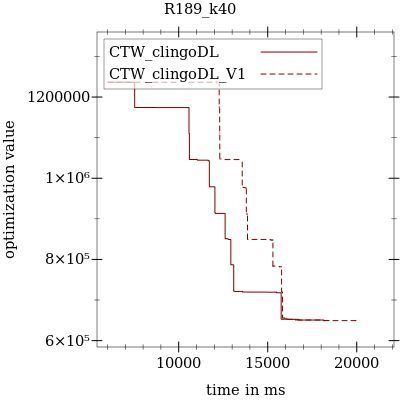 R189_k40
CTW_clingoDL
CTW_clingoDL_V1
optimization value
1200000
1×10⁶
8×10⁵
6×10⁵
10000 15000 20000
time in ms